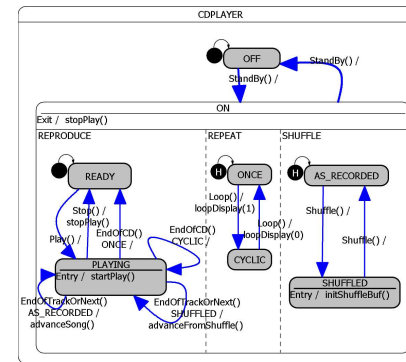 CDPLAYER
OFF
StandBy() /
StandBy() /
ON
Exit / stopPlay()
REPRODUCE
REPEAT
SHUFFLE
READY
H
ONCE
H
AS_RECORDED
Stop() /
stopPlay()
Play() /
EndOfCD()
ONCE /
EndOfCD()
CYCLIC /
Loop() /
loopDisplay(1)
Loop() /
loopDisplay(0)
Shuffle() /
Shuffle() /
PLAYING
Entry / startPlay()
CYCLIC
SHUFFLED
Entry / initShuffleBuf()
EndOfTrackOrNext()
AS_RECORDED /
advanceSong()
EndOfTrackOrNext()
SHUFFLED /
advanceFromShuffle()